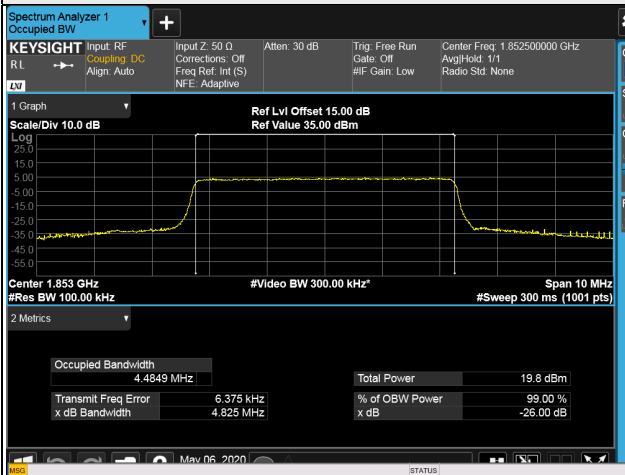 Spectrum Analyzer 1
Occupied BW
+
KEYSIGHT Input: RF Input Z: 50 Ω Atten: 30 dB Trig: Free Run Center Freq: 1.852500000 GHz
RL Coupling: DC Corrections: Off Gate: Off Avg|Hold: 1/1
Align: Auto Freq Ref: Int (S) #IF Gain: Low Radio Std: None
LXI NFE: Adaptive
1 Graph
Ref Lvl Offset 15.00 dB
Scale/Div 10.0 dB Ref Value 35.00 dBm
Log
25.0
15.0
5.00
-5.00
-15.0
-25.0
-35.0
-45.0
-55.0
Center 1.853 GHz #Video BW 300.00 kHz* Span 10 MHz
#Res BW 100.00 kHz #Sweep 300 ms (1001 pts)
2 Metrics
Occupied Bandwidth
4.4849 MHz Total Power 19.8 dBm
Transmit Freq Error 6.375 kHz % of OBW Power 99.00 %
x dB Bandwidth 4.825 MHz x dB -26.00 dB
May 06, 2020
MSG STATUS